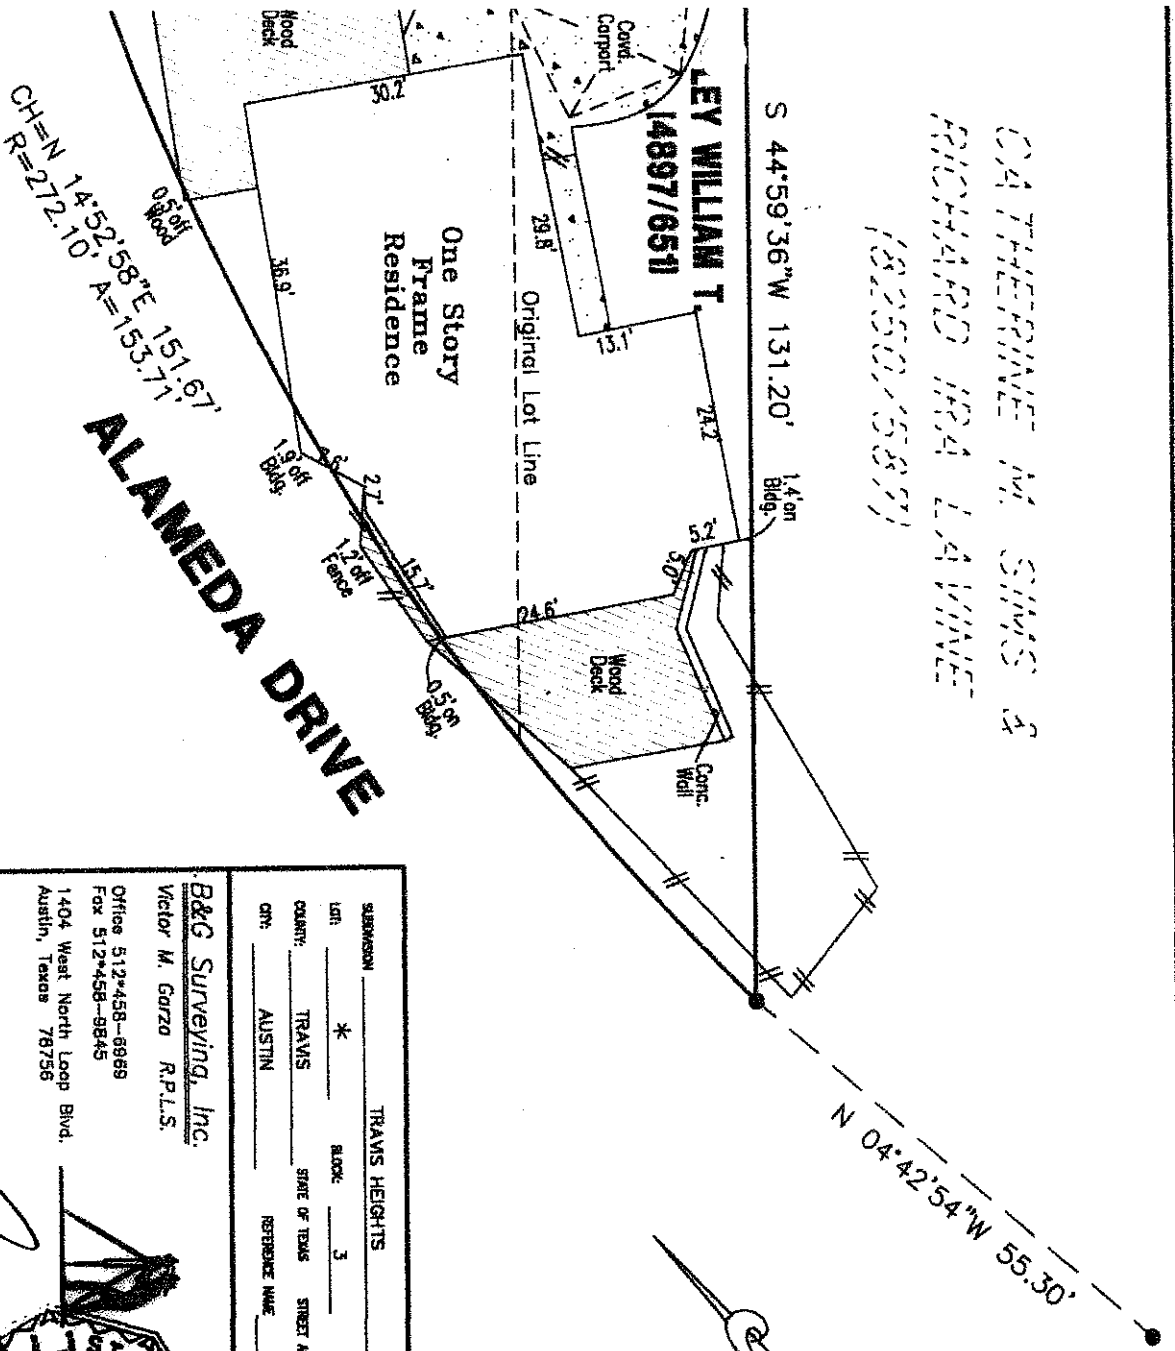 CATHERINE M. SIMS &
RICHARD IRA LAVINE
(8250/587)
S 44°59'36"W 131.20'
LEY WILLIAM T.
14897/6511
Covd.
Carport
Wood
Deck
30.2'
29.8'
13.1'
24.2'
1.4' on
Bldg.
5.2'
5.0'
Original Lot Line
One Story
Frame
Residence
36.9'
0.5' off
Wood
1.9' off
Bldg.
2.7'
15.7'
1.2' off
Fence
24.6'
Wood
Deck
Conc.
Wall
0.5' on
Bldg.
CH=N 14°52'58"E 151.67'
R=272.10' A=153.71'
ALAMEDA DRIVE
N 04°42'54"W 55.30'
SUBDIVISION TRAVIS HEIGHTS
LOT: * BLOCK: 3
COUNTY: TRAVIS STATE OF TEXAS STREET A
CITY: AUSTIN REFERENCE NAME
B&G Surveying, Inc.
Victor M. Garza R.P.L.S.
Office 512*458-6969
Fax 512*458-9845
1404 West North Loop Blvd.
Austin, Texas 78756